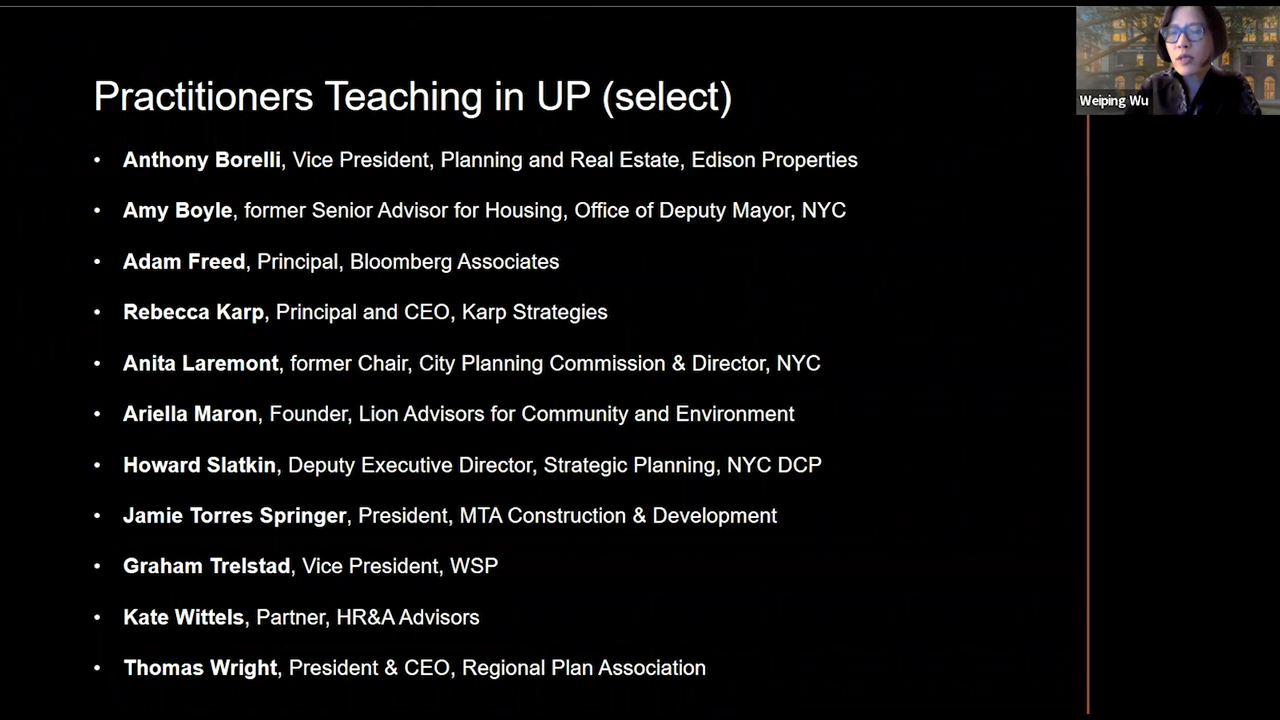 Practitioners Teaching in UP (select)
Weiping Wu
• Anthony Borelli, Vice President, Planning and Real Estate, Edison Properties
• Amy Boyle, former Senior Advisor for Housing, Office of Deputy Mayor, NYC
• Adam Freed, Principal, Bloomberg Associates
• Rebecca Karp, Principal and CEO, Karp Strategies
• Anita Laremont, former Chair, City Planning Commission & Director, NYC
• Ariella Maron, Founder, Lion Advisors for Community and Environment
• Howard Slatkin, Deputy Executive Director, Strategic Planning, NYC DCP
• Jamie Torres Springer, President, MTA Construction & Development
• Graham Trelstad, Vice President, WSP
• Kate Wittels, Partner, HR&A Advisors
• Thomas Wright, President & CEO, Regional Plan Association